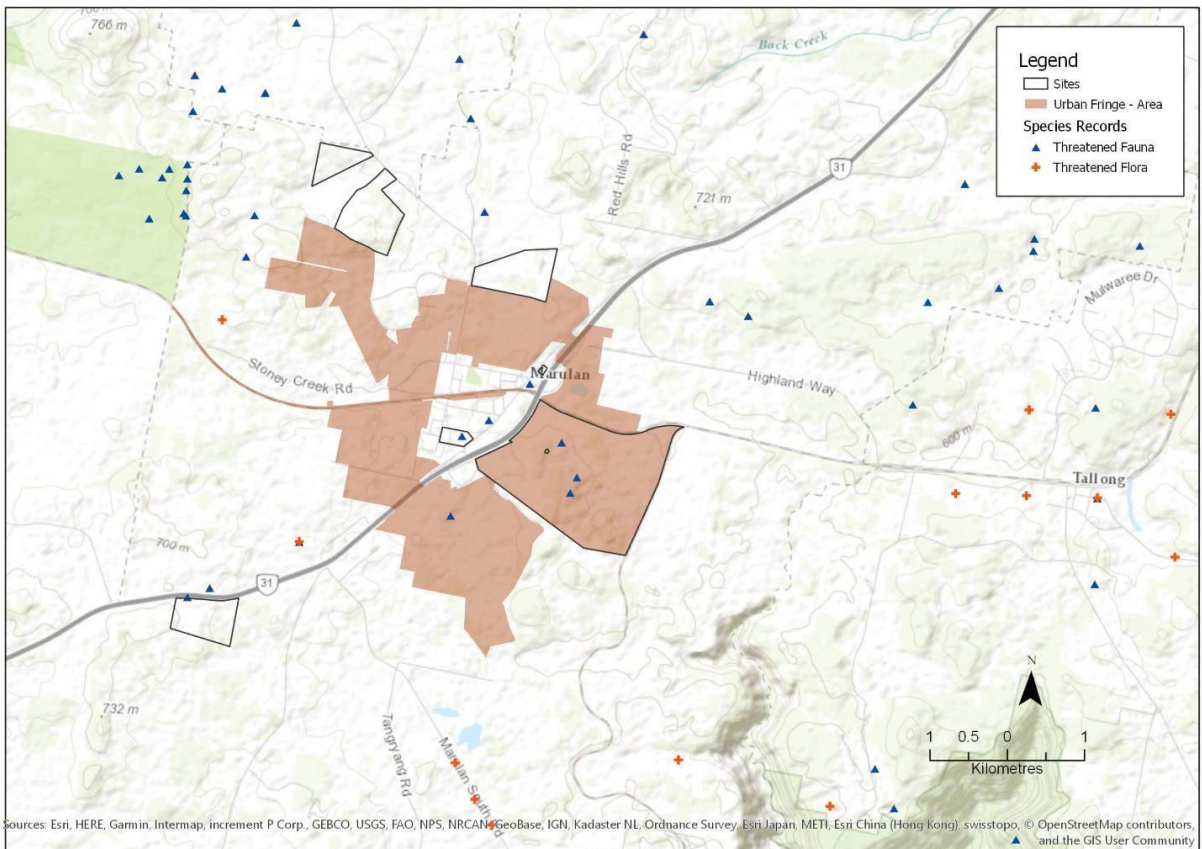 766 m
Back Creek
Legend
Sites
Urban Fringe - Area
Species Records
Threatened Fauna
Threatened Flora
31
Red Hills Rd
721 m
Mulwaree Dr
Stoney Creek Rd
Marulan
Highland Way
600 m
Tallong
700 m
31
732 m
Tangryang Rd
Marulan South Rd
N
1 0.5 0 1
Kilometres
Sources: Esri, HERE, Garmin, Intermap, increment P Corp., GEBCO, USGS, FAO, NPS, NRCAN, GeoBase, IGN, Kadaster NL, Ordnance Survey, Esri Japan, METI, Esri China (Hong Kong), swisstopo, © OpenStreetMap contributors,
and the GIS User Community